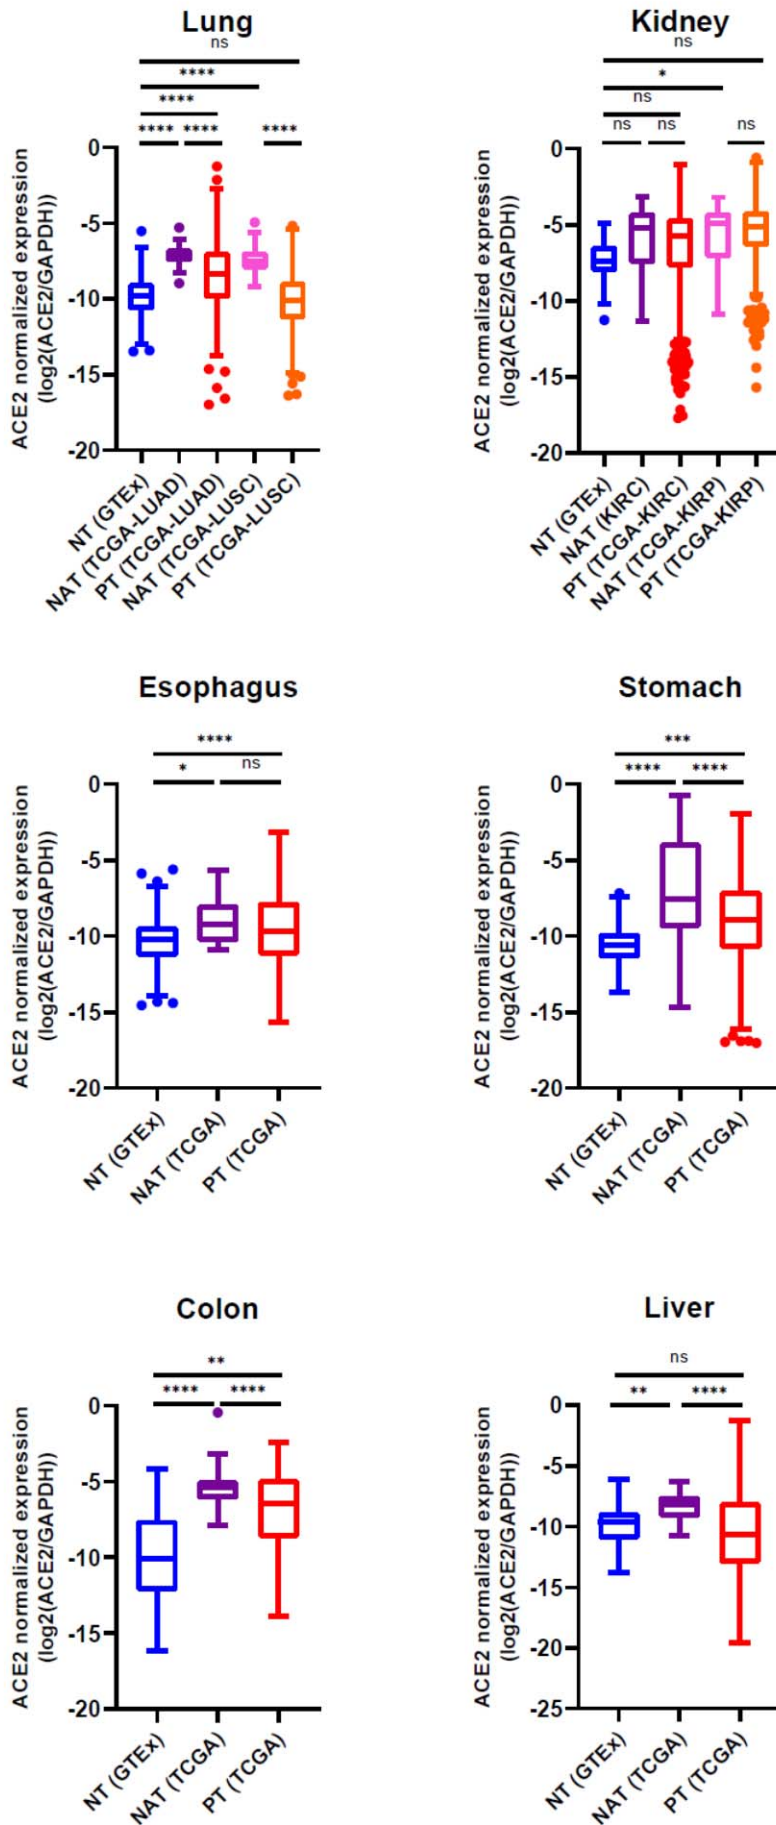 Lung
ns
****
****
**** **** ****
ACE2 normalized expression
(log2(ACE2/GAPDH))
0
-5
-10
-15
-20
NT (GTEx)
NAT (TCGA-LUAD)
PT (TCGA-LUAD)
NAT (TCGA-LUSC)
PT (TCGA-LUSC)
Kidney
ns
*
ns
ns ns ns
ACE2 normalized expression
(log2(ACE2/GAPDH))
0
-5
-10
-15
-20
NT (GTEx)
NAT (KIRC)
PT (TCGA-KIRC)
NAT (TCGA-KIRP)
PT (TCGA-KIRP)
Esophagus
****
* ns
ACE2 normalized expression
(log2(ACE2/GAPDH))
0
-5
-10
-15
-20
NT (GTEx)
NAT (TCGA)
PT (TCGA)
Stomach
***
**** ****
ACE2 normalized expression
(log2(ACE2/GAPDH))
0
-5
-10
-15
-20
NT (GTEx)
NAT (TCGA)
PT (TCGA)
Colon
**
**** ****
ACE2 normalized expression
(log2(ACE2/GAPDH))
0
-5
-10
-15
-20
NT (GTEx)
NAT (TCGA)
PT (TCGA)
Liver
ns
** ****
ACE2 normalized expression
(log2(ACE2/GAPDH))
0
-5
-10
-15
-20
-25
NT (GTEx)
NAT (TCGA)
PT (TCGA)